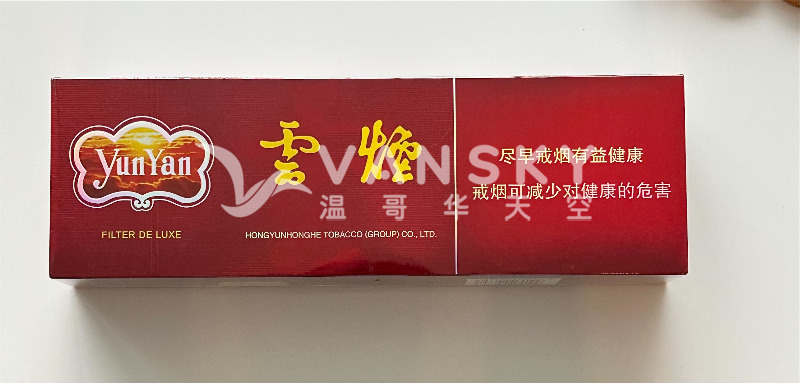 YunYan
雲煙
FILTER DE LUXE
HONGYUNHONGHE TOBACCO (GROUP) CO., LTD.
尽早戒烟有益健康
戒烟可减少对健康的危害
VANSKY
温哥华天空